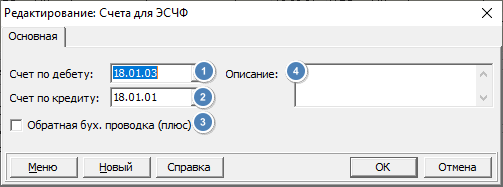 Редактирование: Счета для ЭСЧФ
Основная
Счет по дебету: 18.01.03 1 Описание: 4
Счет по кредиту: 18.01.01 2
Обратная бух. проводка (плюс) 3
Меню Новый Справка ОК Отмена